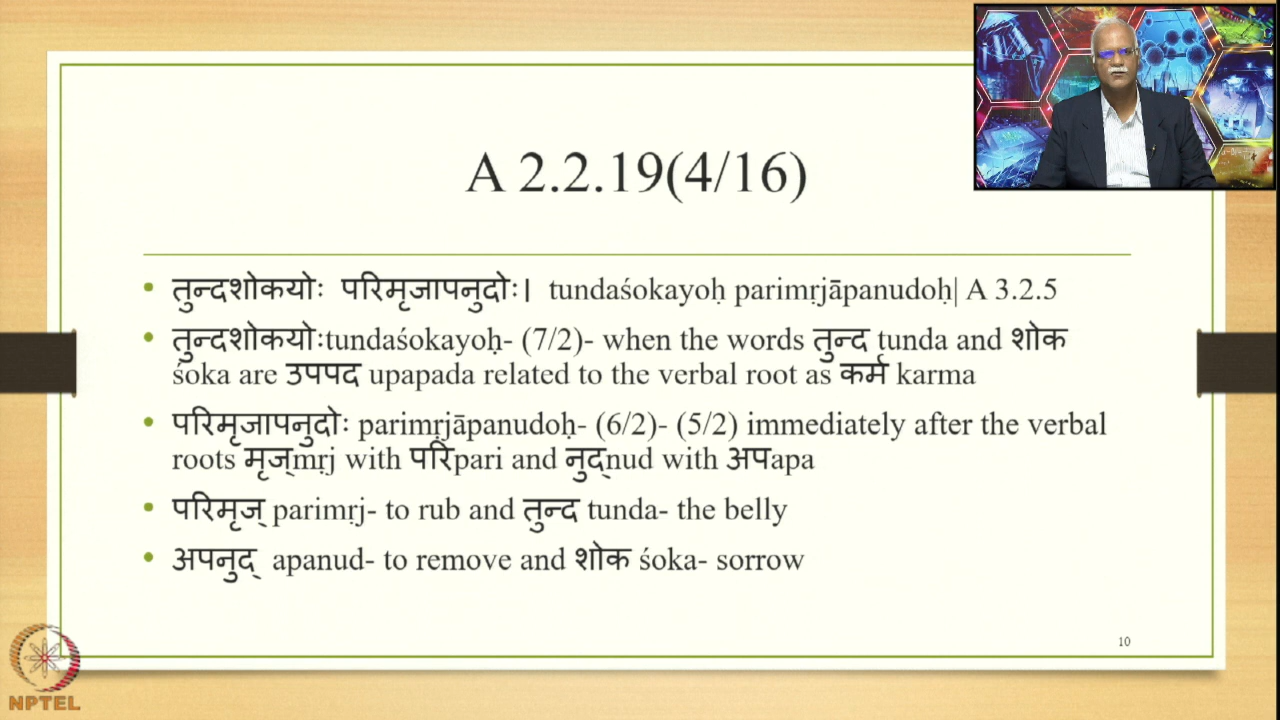 A 2.2.19(4/16)
तुन्दशोकयोः परिमृजापनुदोः। tundaśokayoḥ parimṛjāpanudoḥ| A 3.2.5
तुन्दशोकयोः tundaśokayoḥ- (7/2)- when the words तुन्द tunda and शोक
śoka are उपपद upapada related to the verbal root as कर्म karma
परिमृजापनुदोः parimṛjāpanudoḥ- (6/2)- (5/2) immediately after the verbal
roots मृज्mṛj with परिpari and नुद्nud with अपapa
परिमृज् parimṛj- to rub and तुन्द tunda- the belly
अपनुद् apanud- to remove and शोक śoka- sorrow
10
NPTEL